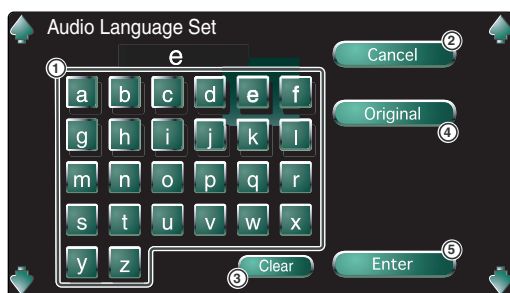 Audio Language Set
e
① ② Cancel
a b c d e f
Original ④
g h i j k l
m n o p q r
s t u v w x
y z
③ Clear
Enter ⑤